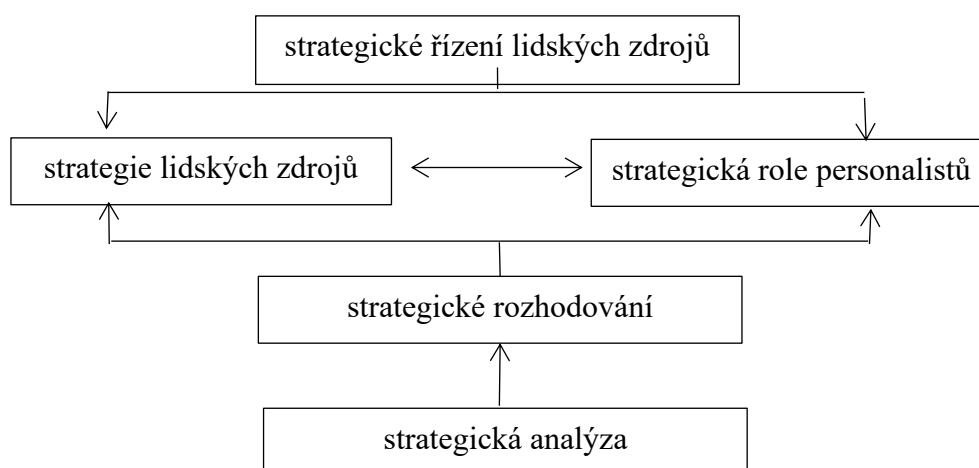 strategické řízení lidských zdrojů
strategie lidských zdrojů
strategická role personalistů
strategické rozhodování
strategická analýza